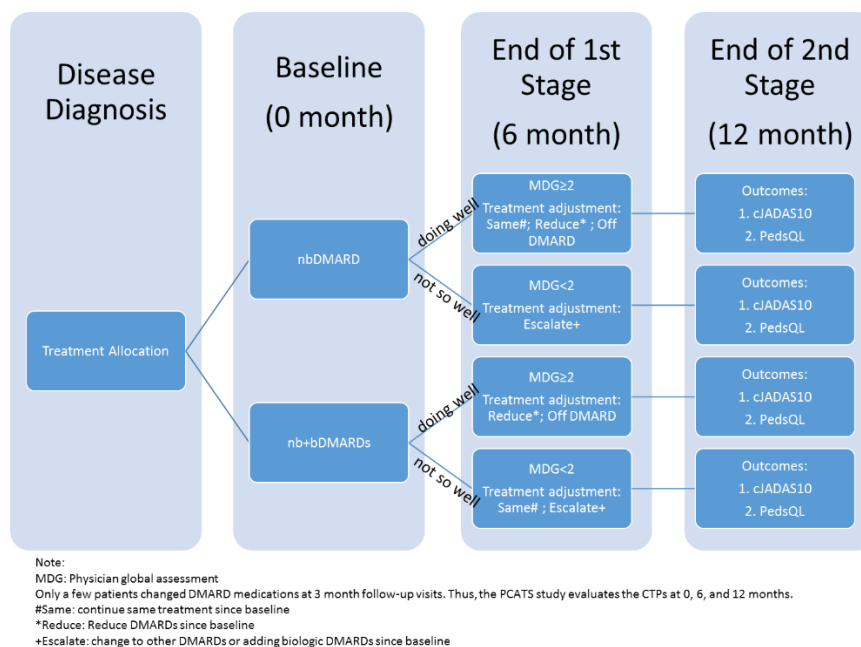 Disease
Diagnosis
Baseline
(0 month)
End of 1st
Stage
(6 month)
End of 2nd
Stage
(12 month)
Treatment Allocation
nbDMARD
nb+bDMARDs
doing well
not so well
doing well
not so well
MDG≥2
Treatment adjustment:
Same#; Reduce* ; Off
DMARD
MDG<2
Treatment adjustment:
Escalate+
MDG≥2
Treatment adjustment:
Reduce*; Off DMARD
MDG<2
Treatment adjustment:
Same# ; Escalate+
Outcomes:
1. cJADAS10
2. PedsQL
Outcomes:
1. cJADAS10
2. PedsQL
Outcomes:
1. cJADAS10
2. PedsQL
Outcomes:
1. cJADAS10
2. PedsQL
Note:
MDG: Physician global assessment
Only a few patients changed DMARD medications at 3 month follow-up visits. Thus, the PCATS study evaluates the CTPs at 0, 6, and 12 months.
#Same: continue same treatment since baseline
*Reduce: Reduce DMARDs since baseline
+Escalate: change to other DMARDs or adding biologic DMARDs since baseline